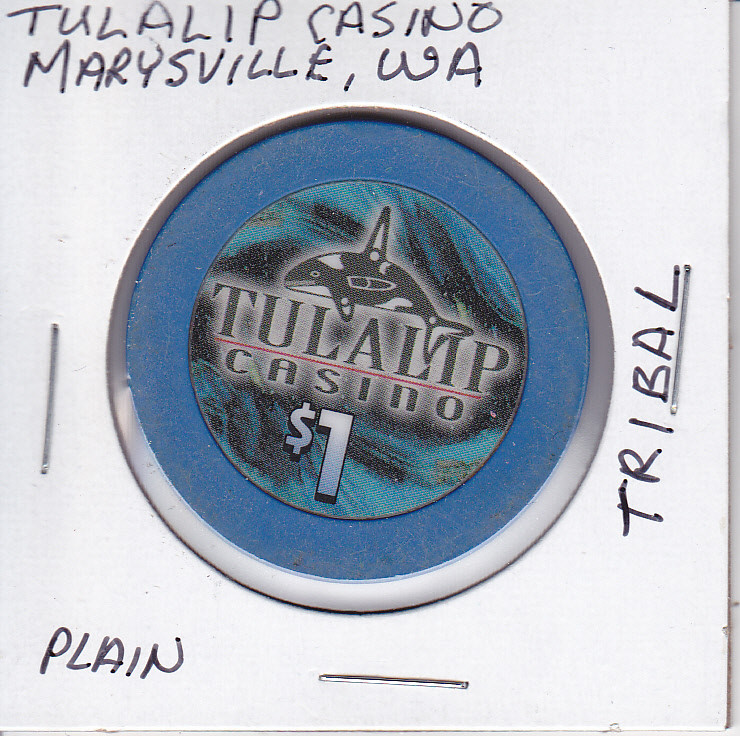 TULALIP CASINO
MARYSVILLE, WA
TULALIP
CASINO
$1
TRIBAL
PLAIN